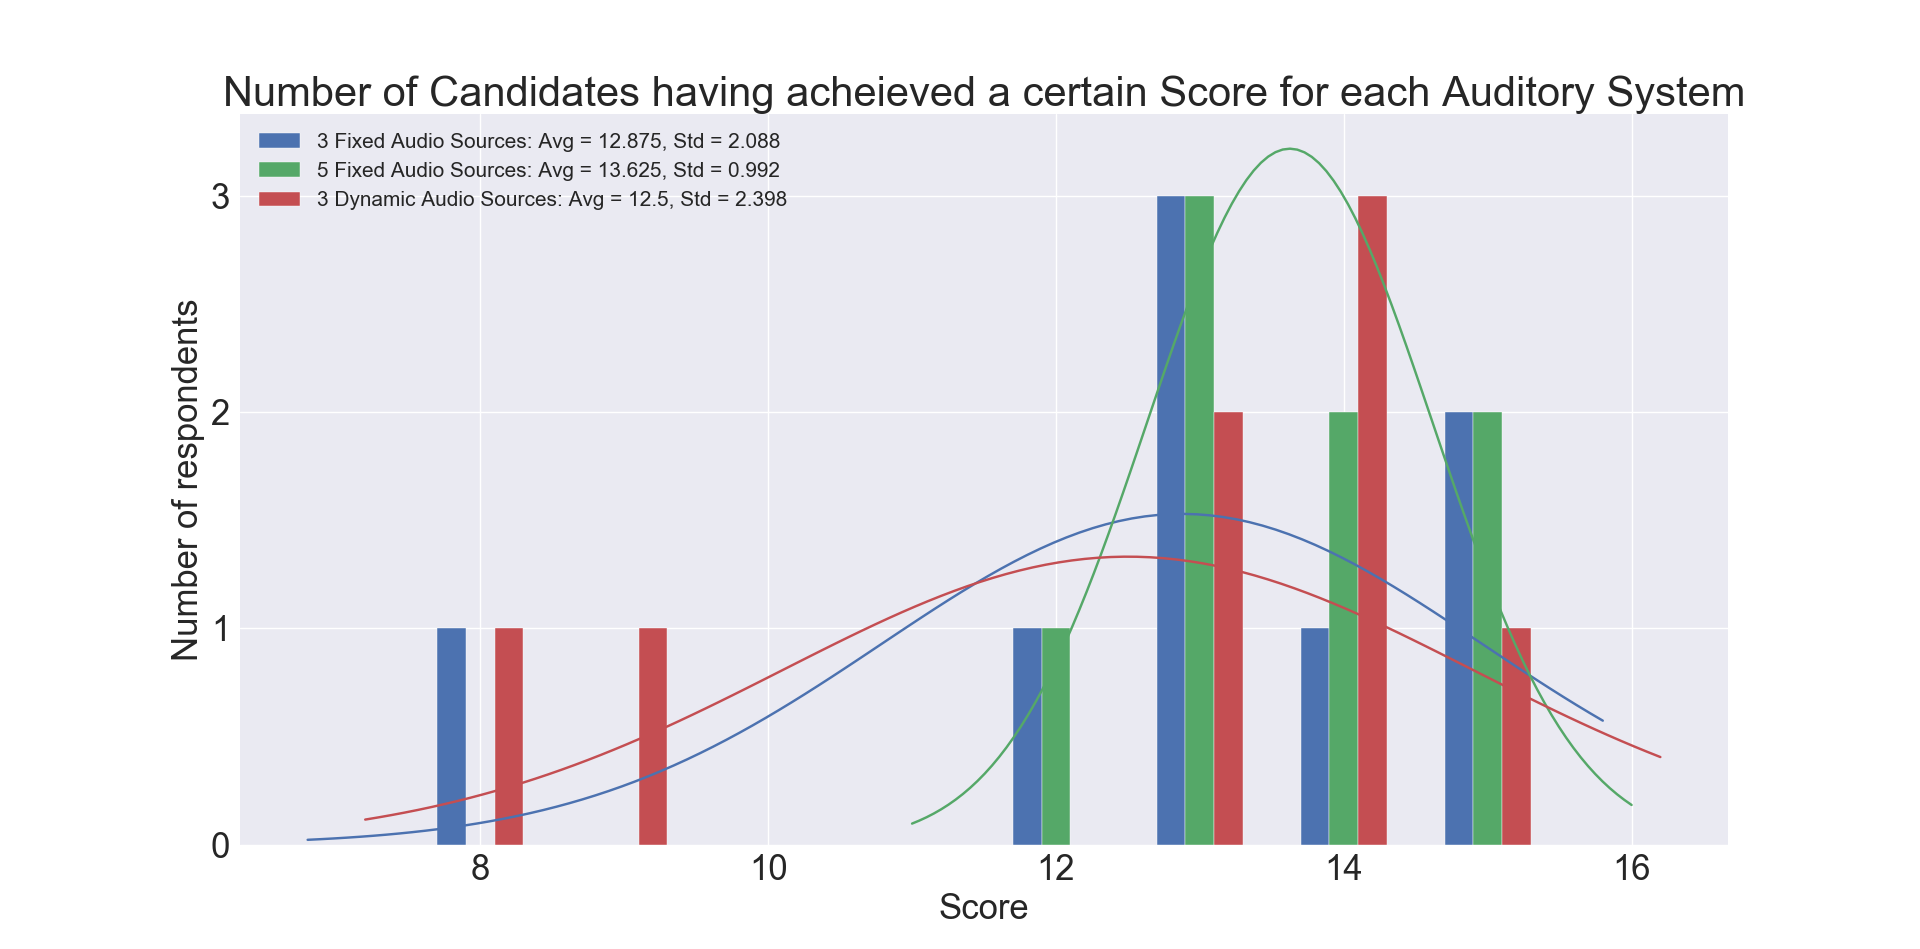 Number of Candidates having acheieved a certain Score for each Auditory System
3 Fixed Audio Sources: Avg = 12.875, Std = 2.088
5 Fixed Audio Sources: Avg = 13.625, Std = 0.992
3 Dynamic Audio Sources: Avg = 12.5, Std = 2.398
Number of respondents
3
2
1
0
8 10 12 14 16
Score